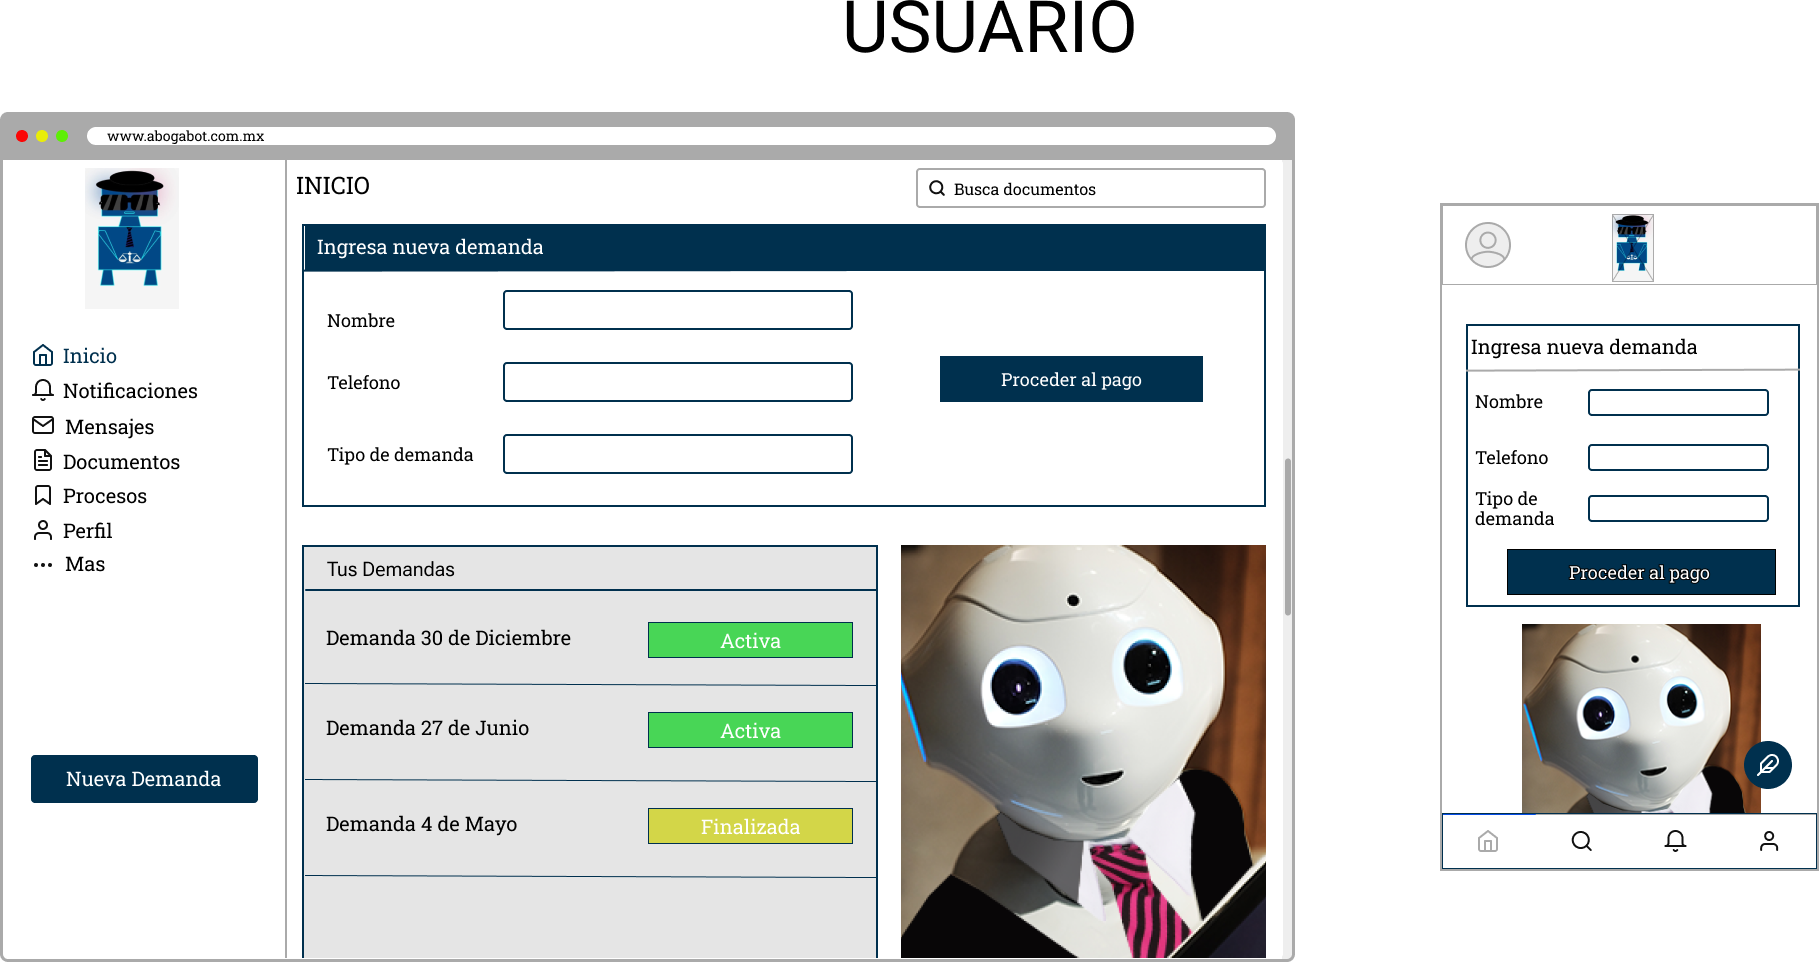 USUARIO
www.abogabot.com.mx
INICIO
Busca documentos
Inicio
Notificaciones
Mensajes
Documentos
Procesos
Perfil
Mas
Nueva Demanda
Ingresa nueva demanda
Nombre
Telefono
Tipo de demanda
Proceder al pago
Tus Demandas
Demanda 30 de Diciembre
Activa
Demanda 27 de Junio
Activa
Demanda 4 de Mayo
Finalizada
Ingresa nueva demanda
Nombre
Telefono
Tipo de
demanda
Proceder al pago